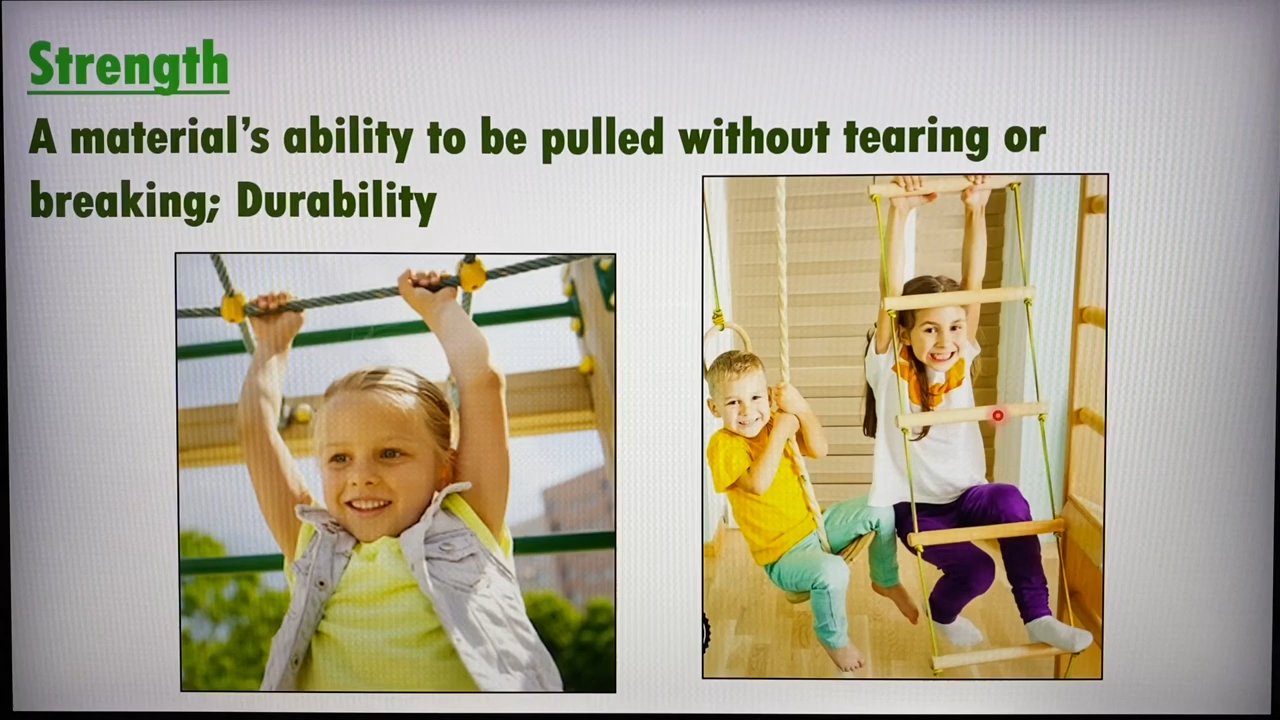 Strength
A material's ability to be pulled without tearing or
breaking; Durability